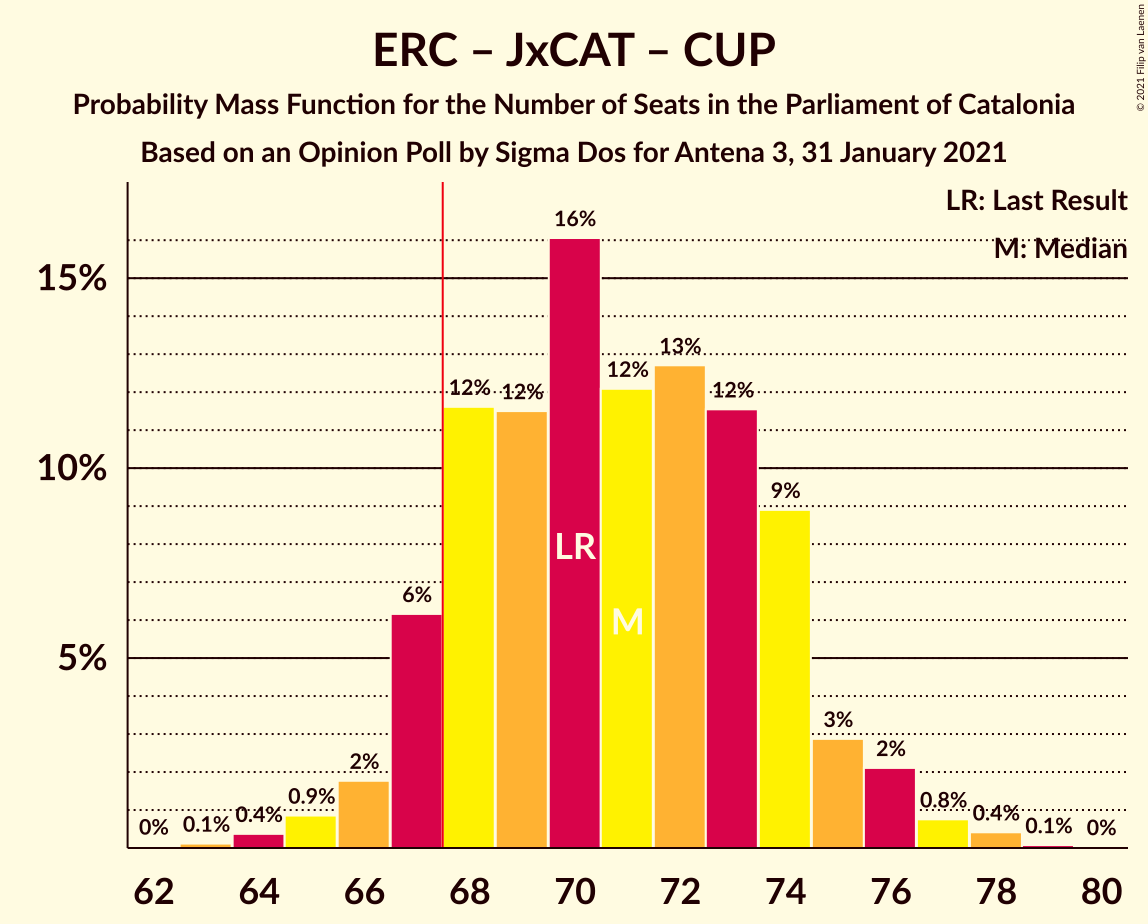 ERC – JxCAT – CUP
Probability Mass Function for the Number of Seats in the Parliament of Catalonia
Based on an Opinion Poll by Sigma Dos for Antena 3, 31 January 2021
© 2021 Filip van Laenen
LR: Last Result
M: Median
15%
10%
5%
0%
0.1%
0.4%
0.9%
2%
6%
12%
12%
16%
12%
13%
12%
9%
3%
2%
0.8%
0.4%
0.1%
0%
LR
M
62 64 66 68 70 72 74 76 78 80